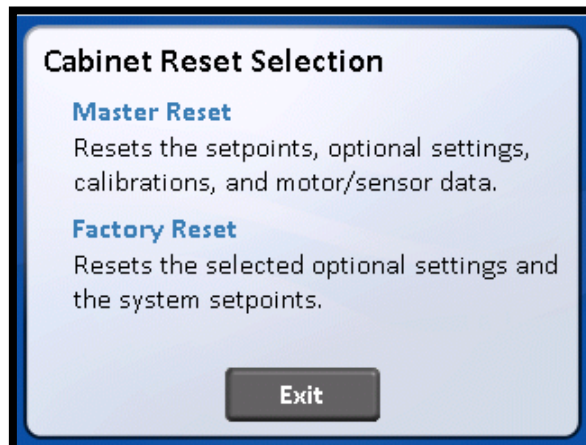 Cabinet Reset Selection
Master Reset
Resets the setpoints, optional settings,
calibrations, and motor/sensor data.
Factory Reset
Resets the selected optional settings and
the system setpoints.
Exit